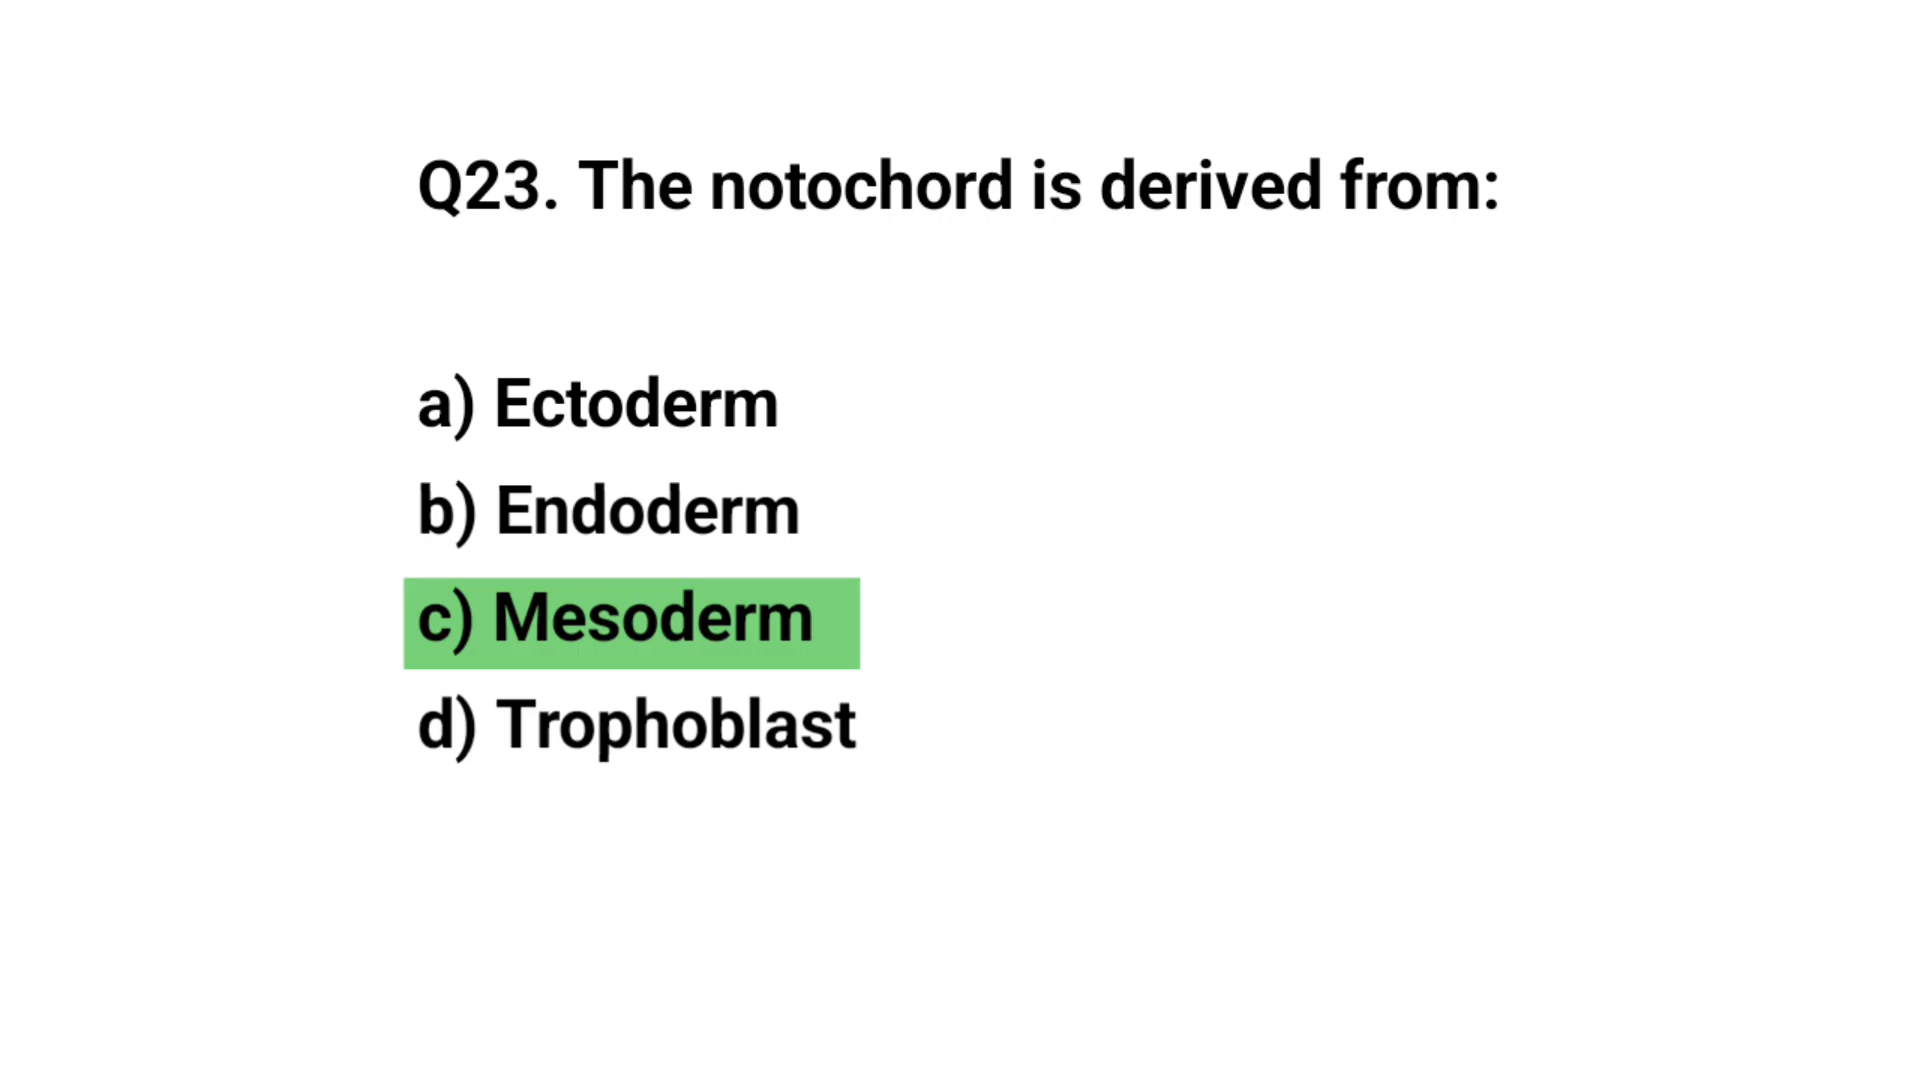 Q23. The notochord is derived from:
a) Ectoderm
b) Endoderm
c) Mesoderm
d) Trophoblast